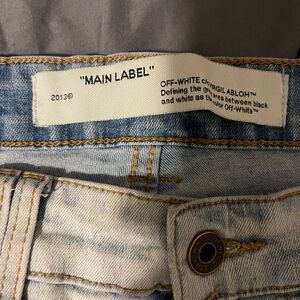 "MAIN LABEL"
2013©
OFF-WHITE c/o VIRGIL ABLOH™
Defining the grey area between black
and white as the color Off-White™